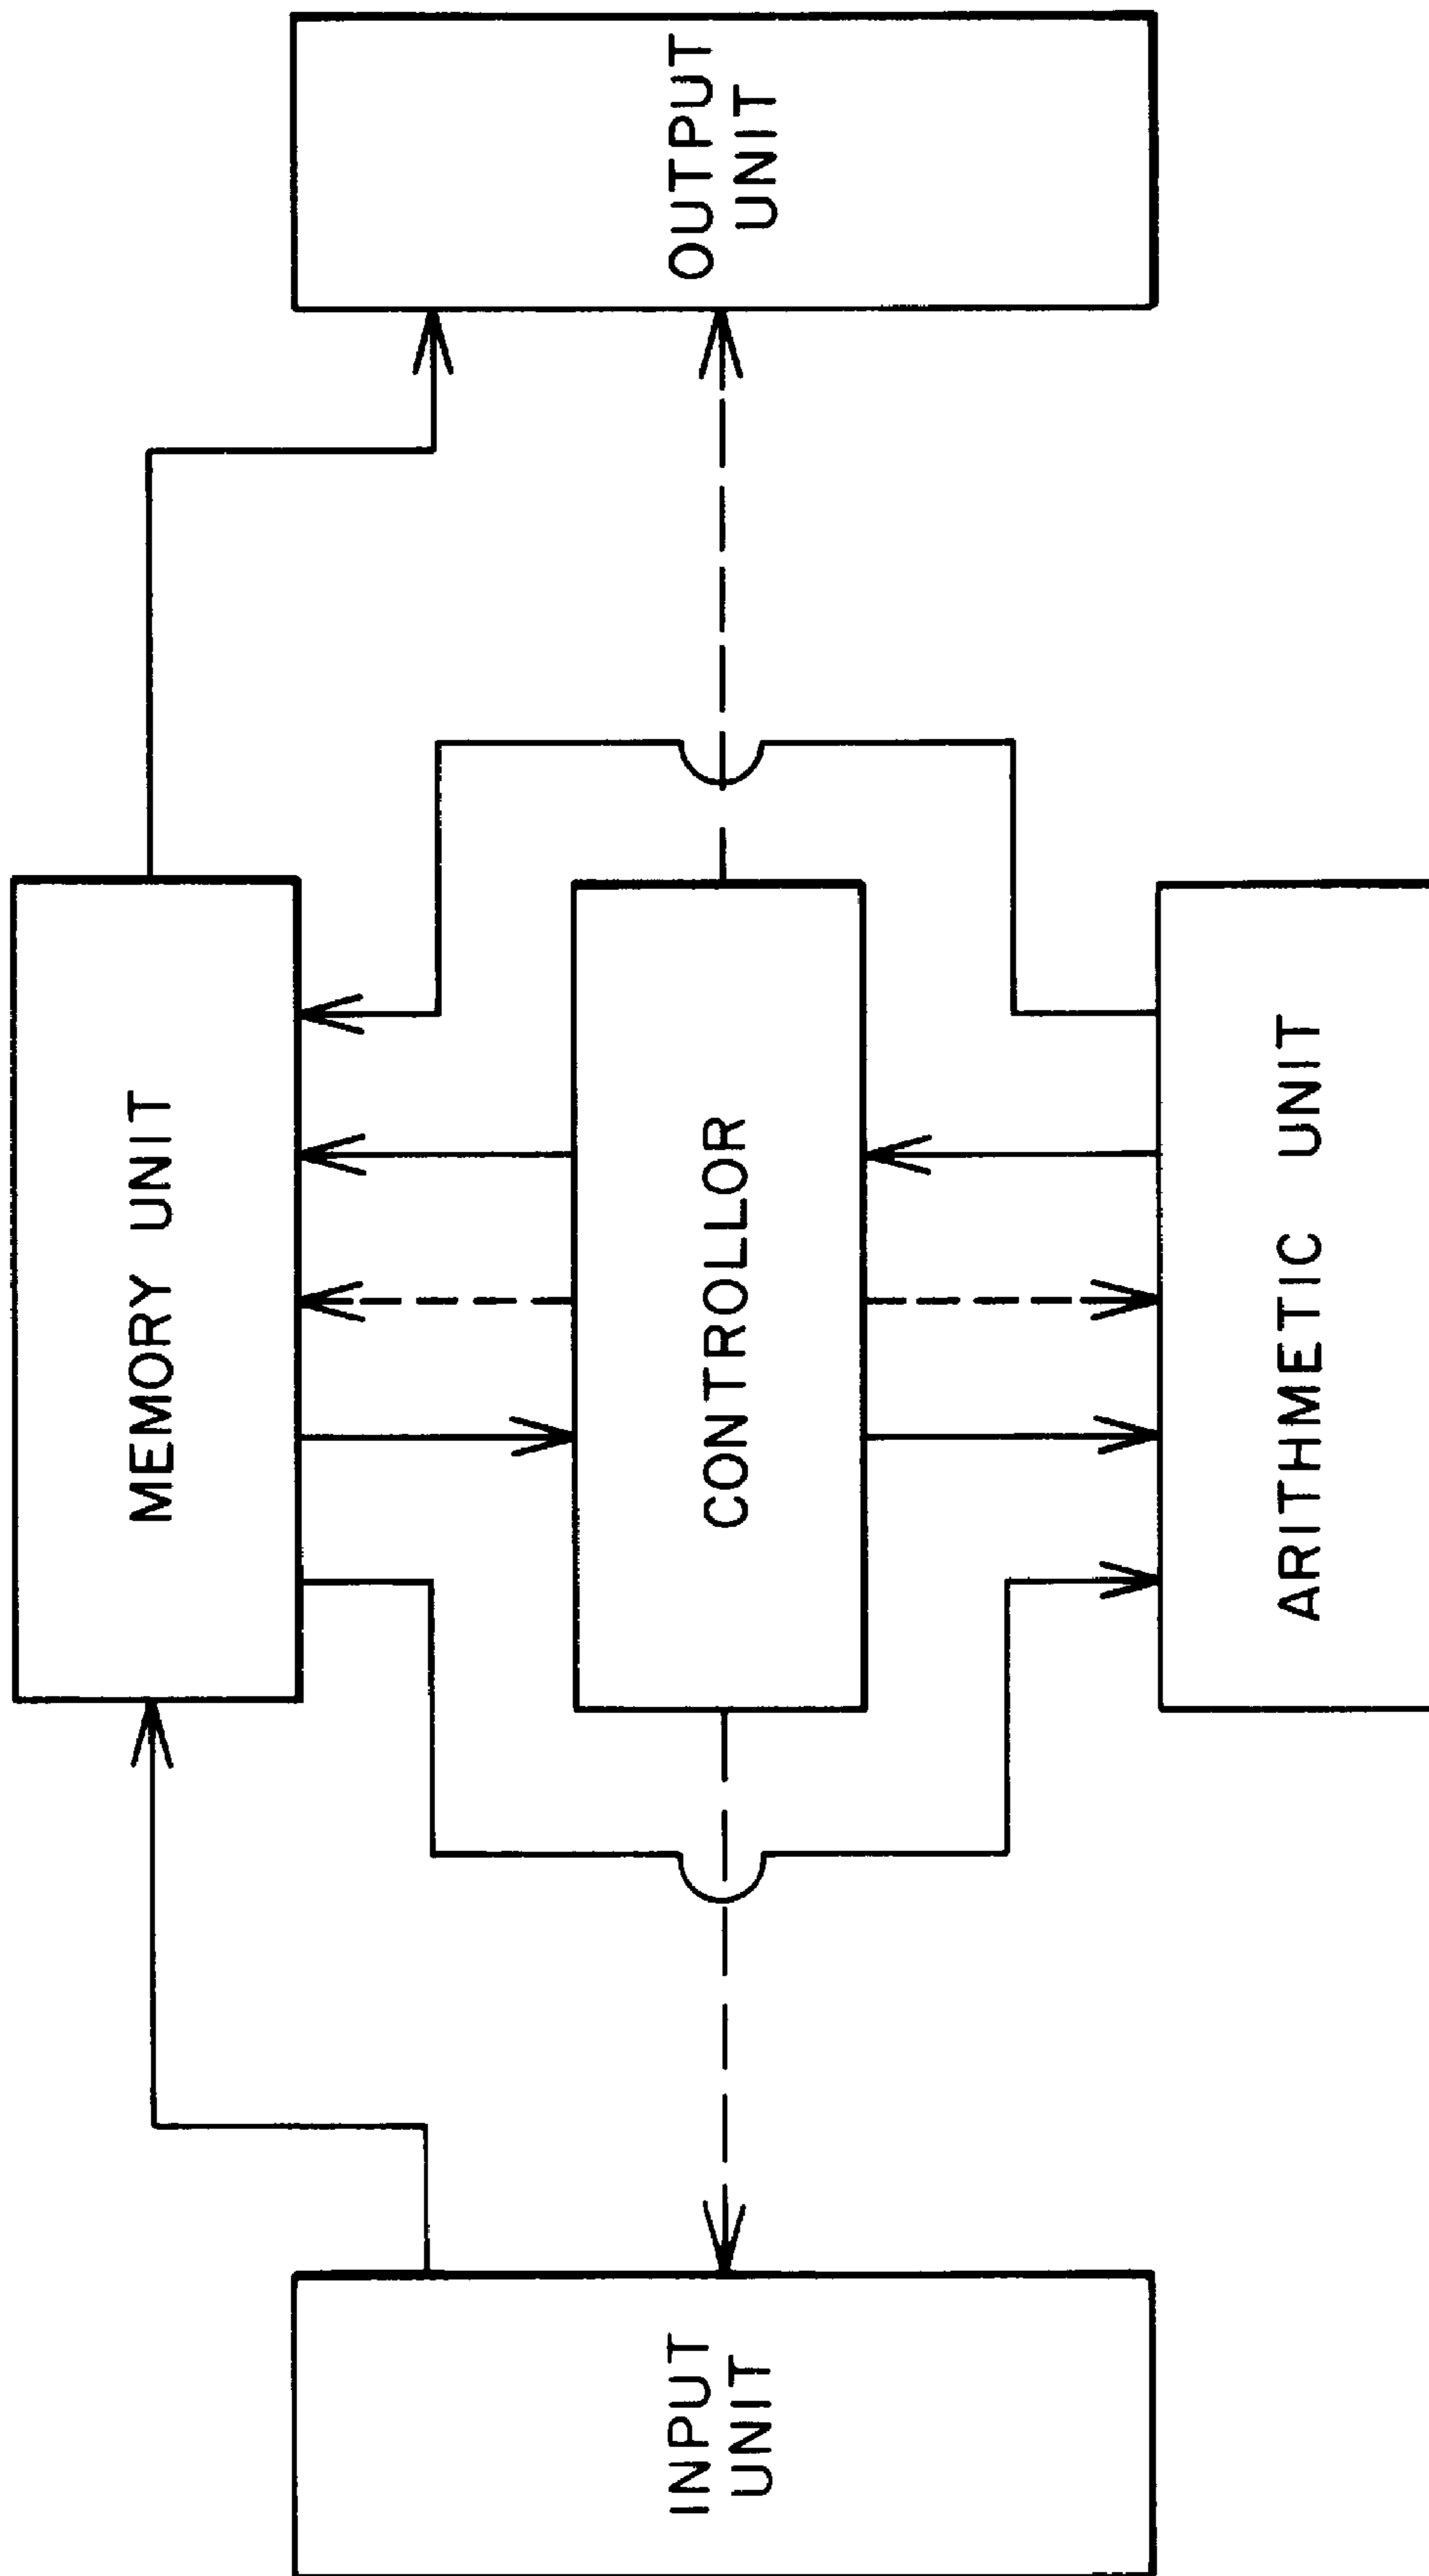 MEMORY UNIT
INPUT
UNIT
CONTROLLOR
OUTPUT
UNIT
ARITHMETIC UNIT